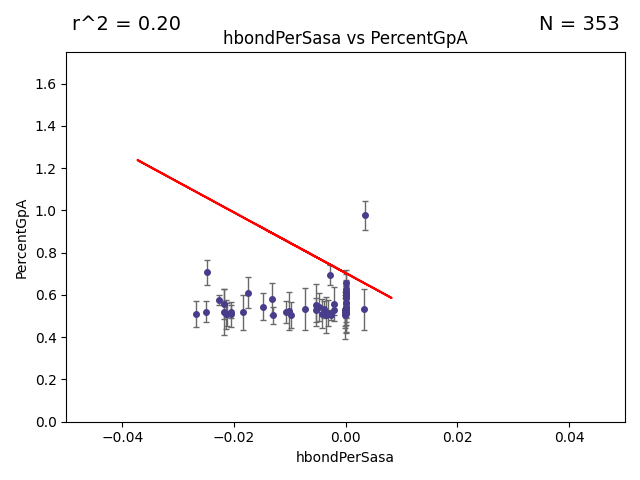 r^2 = 0.20
N = 353
hbondPerSasa vs PercentGpA
1.6
1.4
1.2
1.0
0.8
0.6
0.4
0.2
0.0
PercentGpA
−0.04
−0.02
0.00
0.02
0.04
hbondPerSasa